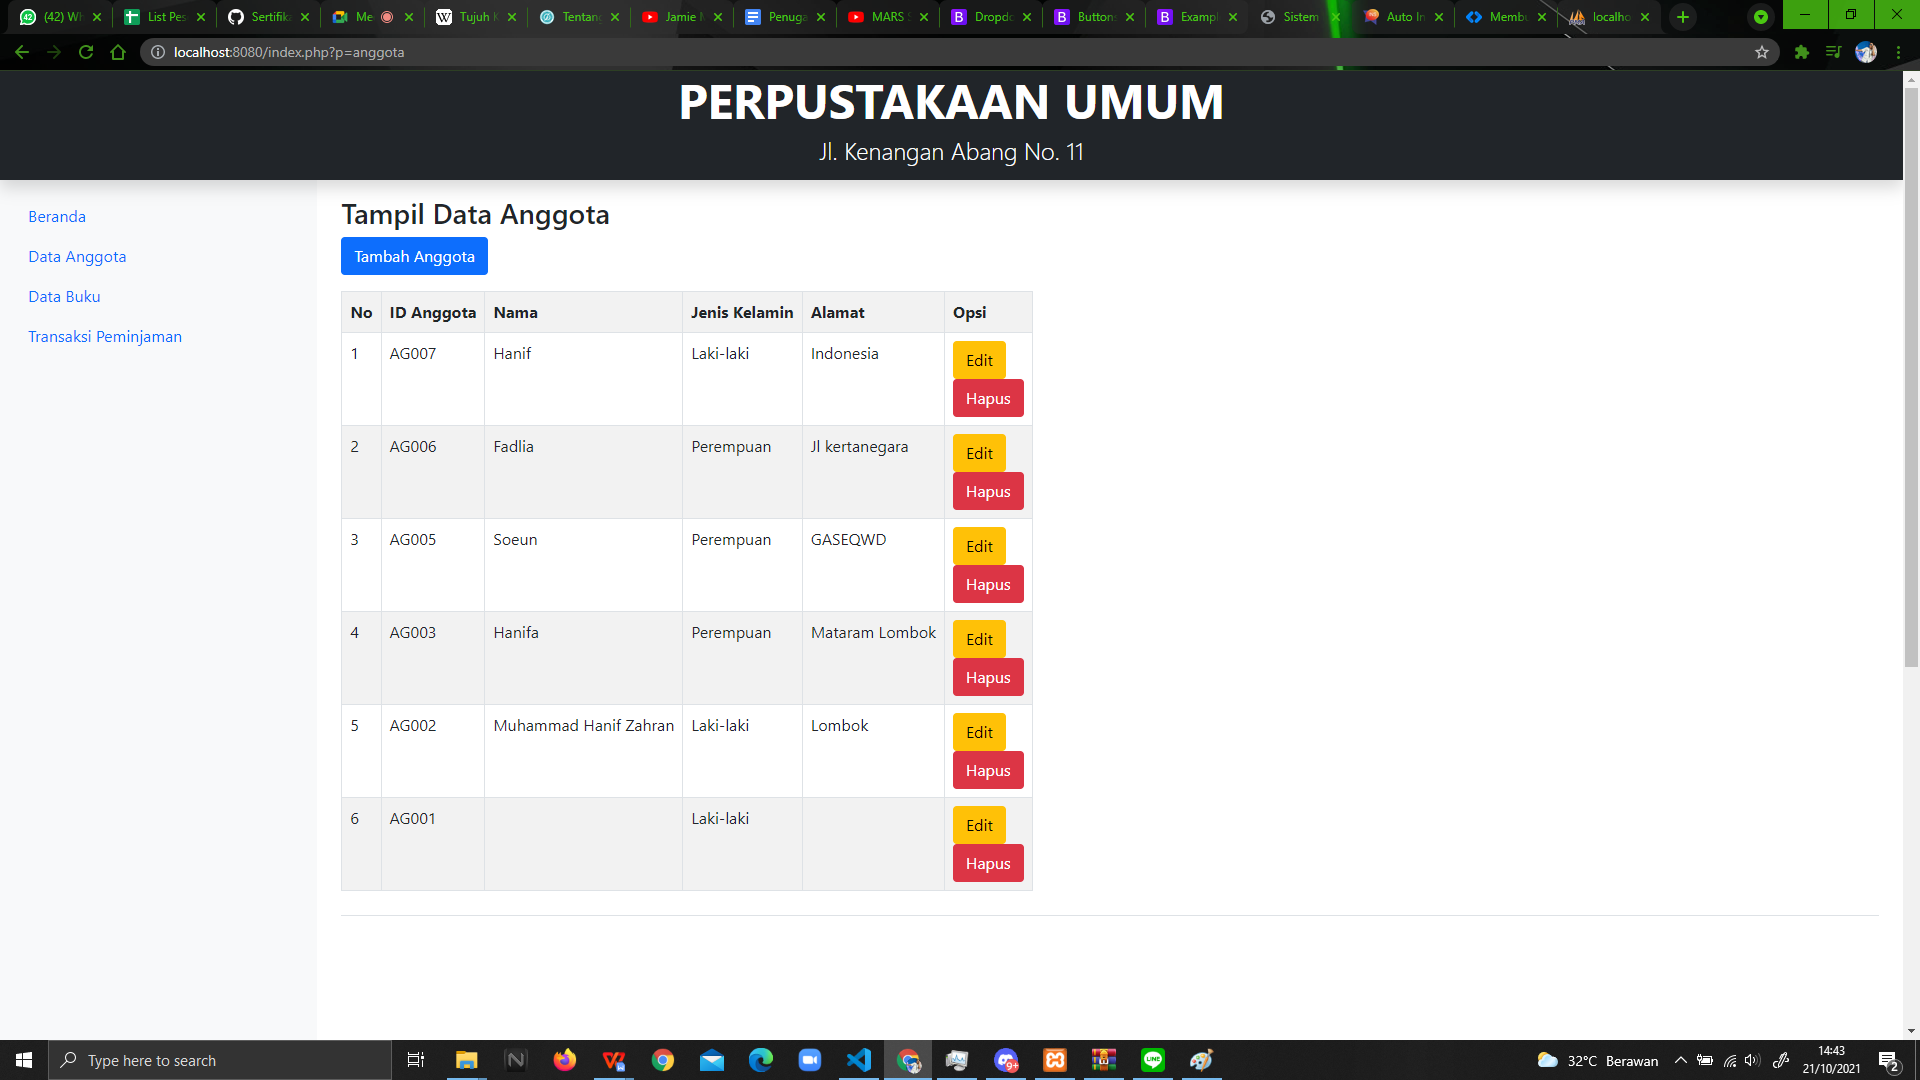 (42) Wh
List Pes
Sertifik
Me
Tujuh K
Tentang
Jamie
Penuga
MARS
Dropdo
Button
Exampl
Sistem
Auto In
Membu
localho
localhost:8080/index.php?p=anggota
PERPUSTAKAAN UMUM
Jl. Kenangan Abang No. 11
Beranda
Data Anggota
Data Buku
Transaksi Peminjaman
Tampil Data Anggota
Tambah Anggota
No ID Anggota Nama Jenis Kelamin Alamat Opsi
1 AG007 Hanif Laki-laki Indonesia Edit
Hapus
2 AG006 Fadlia Perempuan Jl kertanegara Edit
Hapus
3 AG005 Soeun Perempuan GASEQWD Edit
Hapus
4 AG003 Hanifa Perempuan Mataram Lombok Edit
Hapus
5 AG002 Muhammad Hanif Zahran Laki-laki Lombok Edit
Hapus
6 AG001 Laki-laki Edit
Hapus
Type here to search
9+
32°C Berawan
14:43
21/10/2021
2